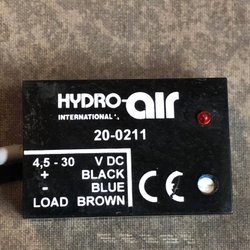 HYDRO-air
INTERNATIONAL
20-0211
4,5 - 30 V DC
+ BLACK
- BLUE
LOAD BROWN
CE